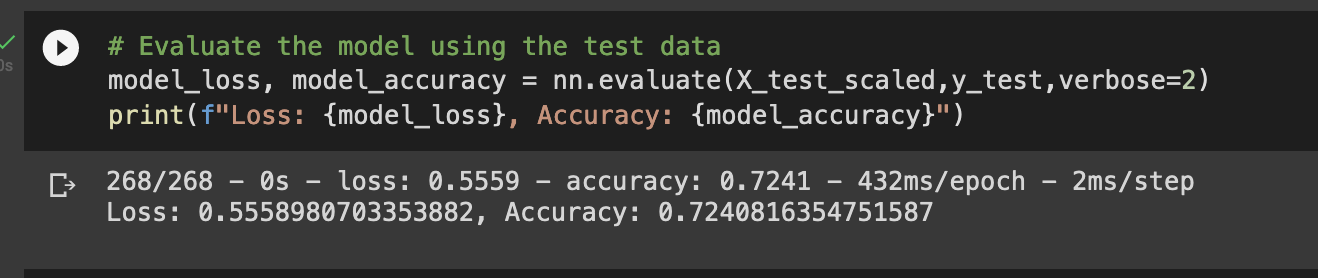 # Evaluate the model using the test data
model_loss, model_accuracy = nn.evaluate(X_test_scaled,y_test,verbose=2)
0s
print(f"Loss: {model_loss}, Accuracy: {model_accuracy}")
268/268 - 0s - loss: 0.5559 - accuracy: 0.7241 - 432ms/epoch - 2ms/step
Loss: 0.5558980703353882, Accuracy: 0.7240816354751587